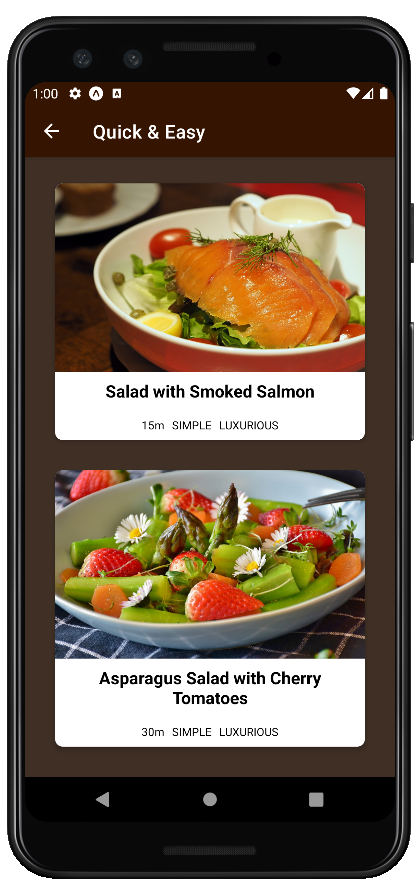 1:00
Quick & Easy
Salad with Smoked Salmon
15m SIMPLE LUXURIOUS
Asparagus Salad with Cherry
Tomatoes
30m SIMPLE LUXURIOUS